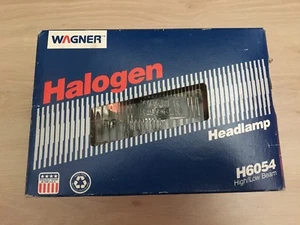 WAGNER
Halogen
Headlamp
H6054
High/Low Beam